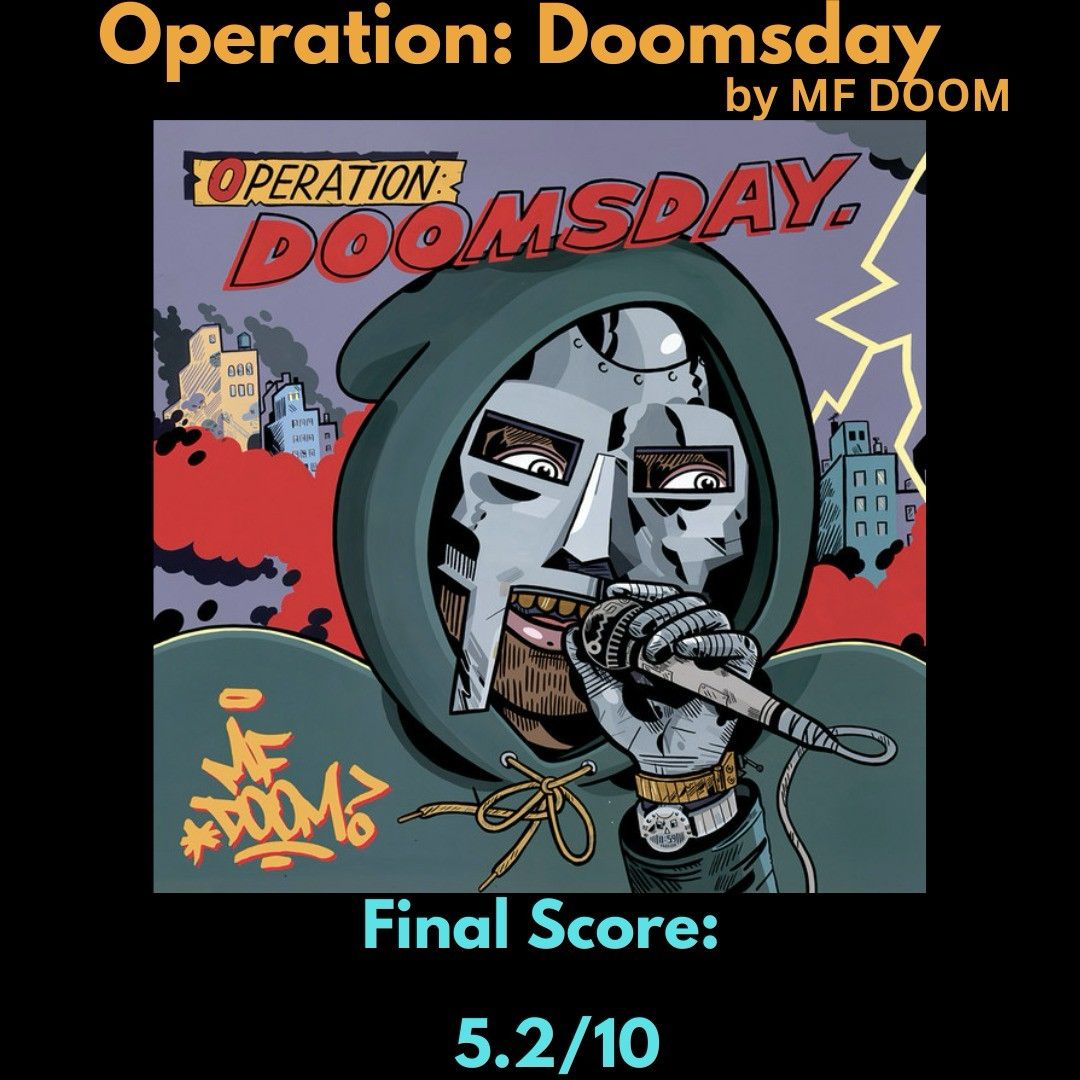 Operation: Doomsday
by MF DOOM
OPERATION:
DOOMSDAY.
MF
*DOOM?
Final Score:
5.2/10